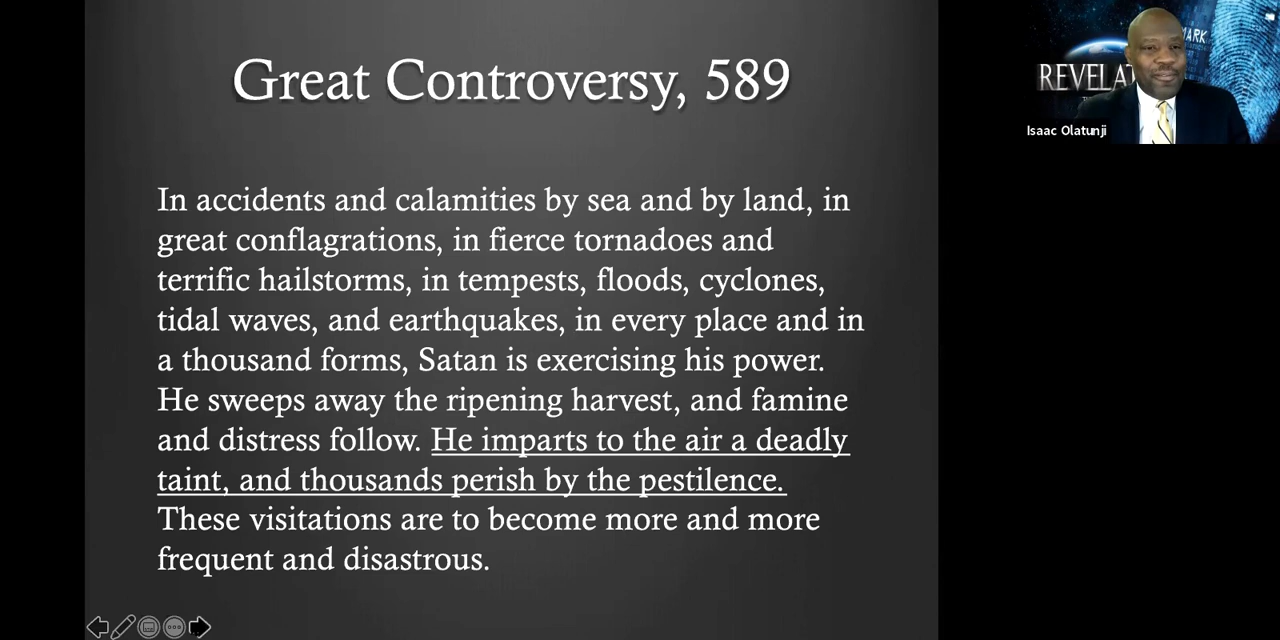 Great Controversy, 589
In accidents and calamities by sea and by land, in
great conflagrations, in fierce tornadoes and
terrific hailstorms, in tempests, floods, cyclones,
tidal waves, and earthquakes, in every place and in
a thousand forms, Satan is exercising his power.
He sweeps away the ripening harvest, and famine
and distress follow. He imparts to the air a deadly
taint, and thousands perish by the pestilence.
These visitations are to become more and more
frequent and disastrous.
MARK
REVELAT
Isaac Olatunji